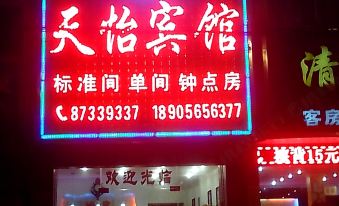 天怡宾馆
标准间 单间 钟点房
87339337 18905656377
欢迎光临
清
客房
15元